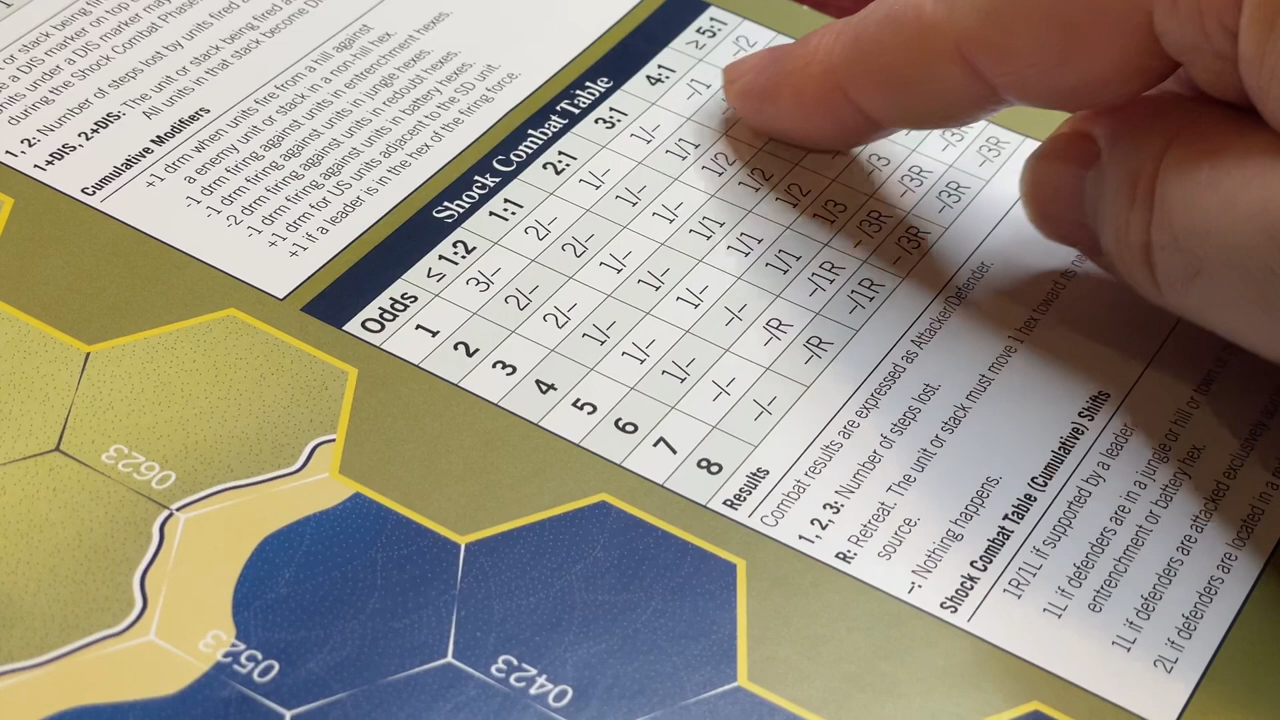 or stack being fir
e a DIS marker on top o
units under a DIS marker may
during the Shock Combat Phase.
1, 2: Number of steps lost by units fired a
1+DIS, 2+DIS: The unit or stack being fired a
All units in that stack become DI
Cumulative Modifiers
+1 drm when units fire from a hill against
a enemy unit or stack in a non-hill hex.
-1 drm firing against units in entrenchment hexes.
-1 drm firing against units in jungle hexes.
-2 drm firing against units in redoubt hexes.
-1 drm firing against units in battery hexes.
+1 drm for US units adjacent to the SD unit.
+1 if a leader is in the hex of the firing force.
Shock Combat Table
Odds ≤ 1:2 1:1 2:1 3:1 4:1 ≥ 5:1
1 3/– 2/– 1/– 1/– –/1 –/2
2 2/– 2/– 1/– 1/1
3 2/– 1/– 1/– 1/2
4 1/– 1/– 1/1 1/2
5 1/– 1/– 1/1 1/2
6 1/– –/– 1/1 1/3 –/3
7 –/– –/R –/1R –/3R –/3R –/3R
8 –/– –/R –/1R –/3R –/3R –/3R
Results
Combat results are expressed as Attacker/Defender.
1, 2, 3: Number of steps lost.
R: Retreat. The unit or stack must move 1 hex toward its
source.
–: Nothing happens.
Shock Combat Table (Cumulative) Shifts
1R/1L if supported by a leader.
1L if defenders are in a jungle or hill or
entrenchment or battery hex.
1L if defenders are attacked exclusively
2L if defenders are located in a
0623
0523
0423